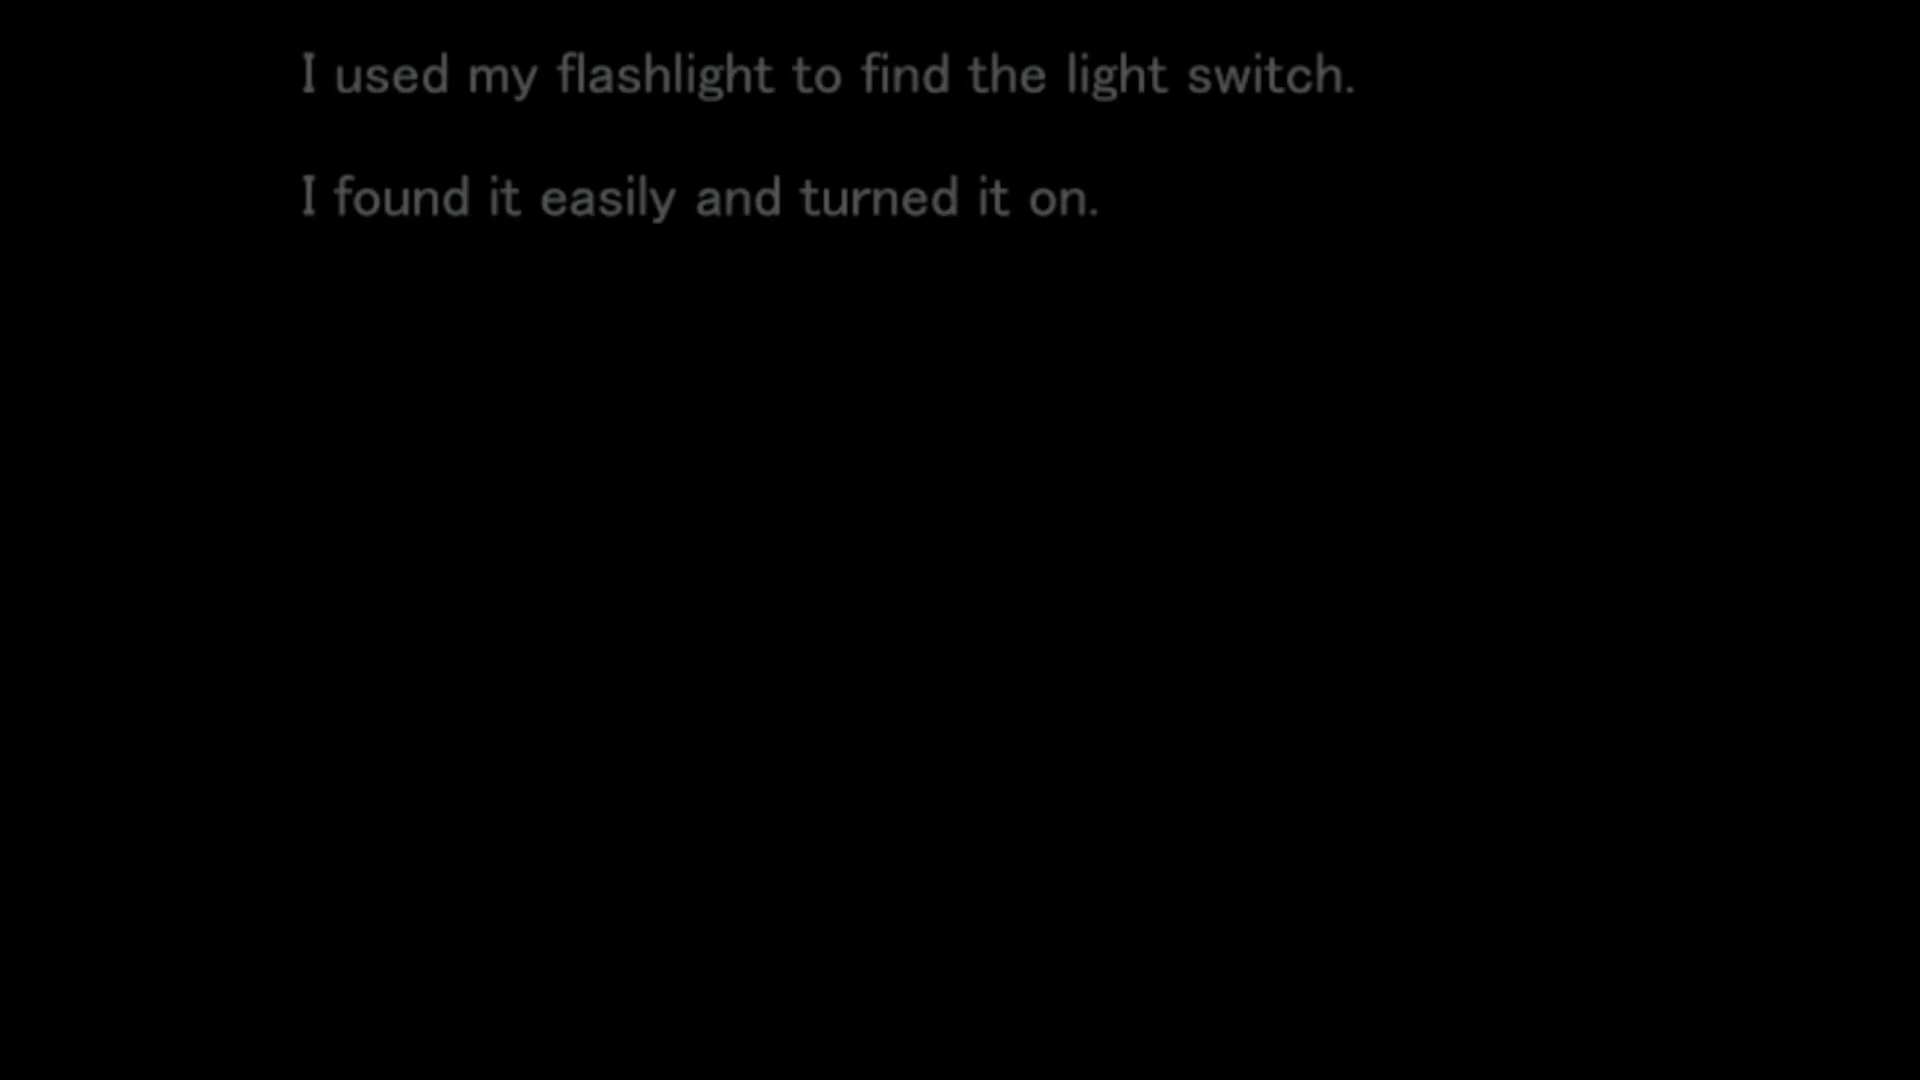 I used my flashlight to find the light switch.
I found it easily and turned it on.